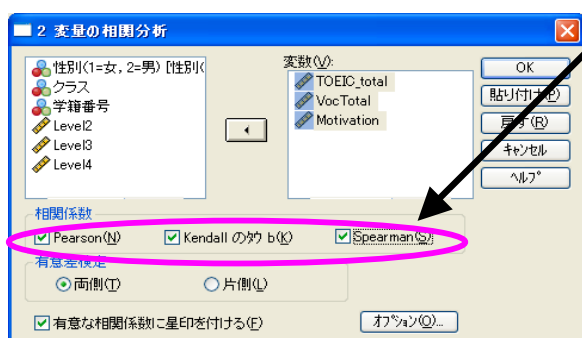 2 変量の相関分析
性別(1=女, 2=男) [性別(
クラス
学籍番号
Level2
Level3
Level4
変数(V):
TOEIC_total
VocTotal
Motivation
OK
貼り付け(P)
戻す(R)
キャンセル
ヘルプ
相関係数
Pearson(N)
Kendall のタウ b(K)
Spearman(S)
有意差検定
両側(T)
片側(L)
有意な相関係数に星印を付ける(F)
オプション(O)...